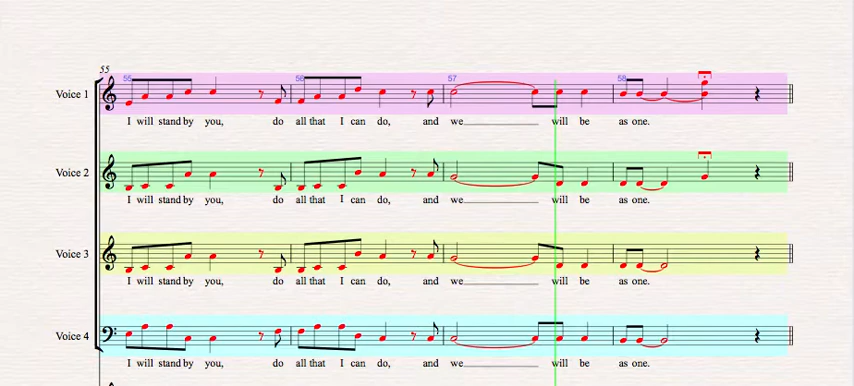 55
55 56 57 58
Voice 1
I will stand by you, do all that I can do, and we will be as one.
Voice 2
I will stand by you, do all that I can do, and we will be as one.
Voice 3
I will stand by you, do all that I can do, and we will be as one.
Voice 4
I will stand by you, do all that I can do, and we will be as one.